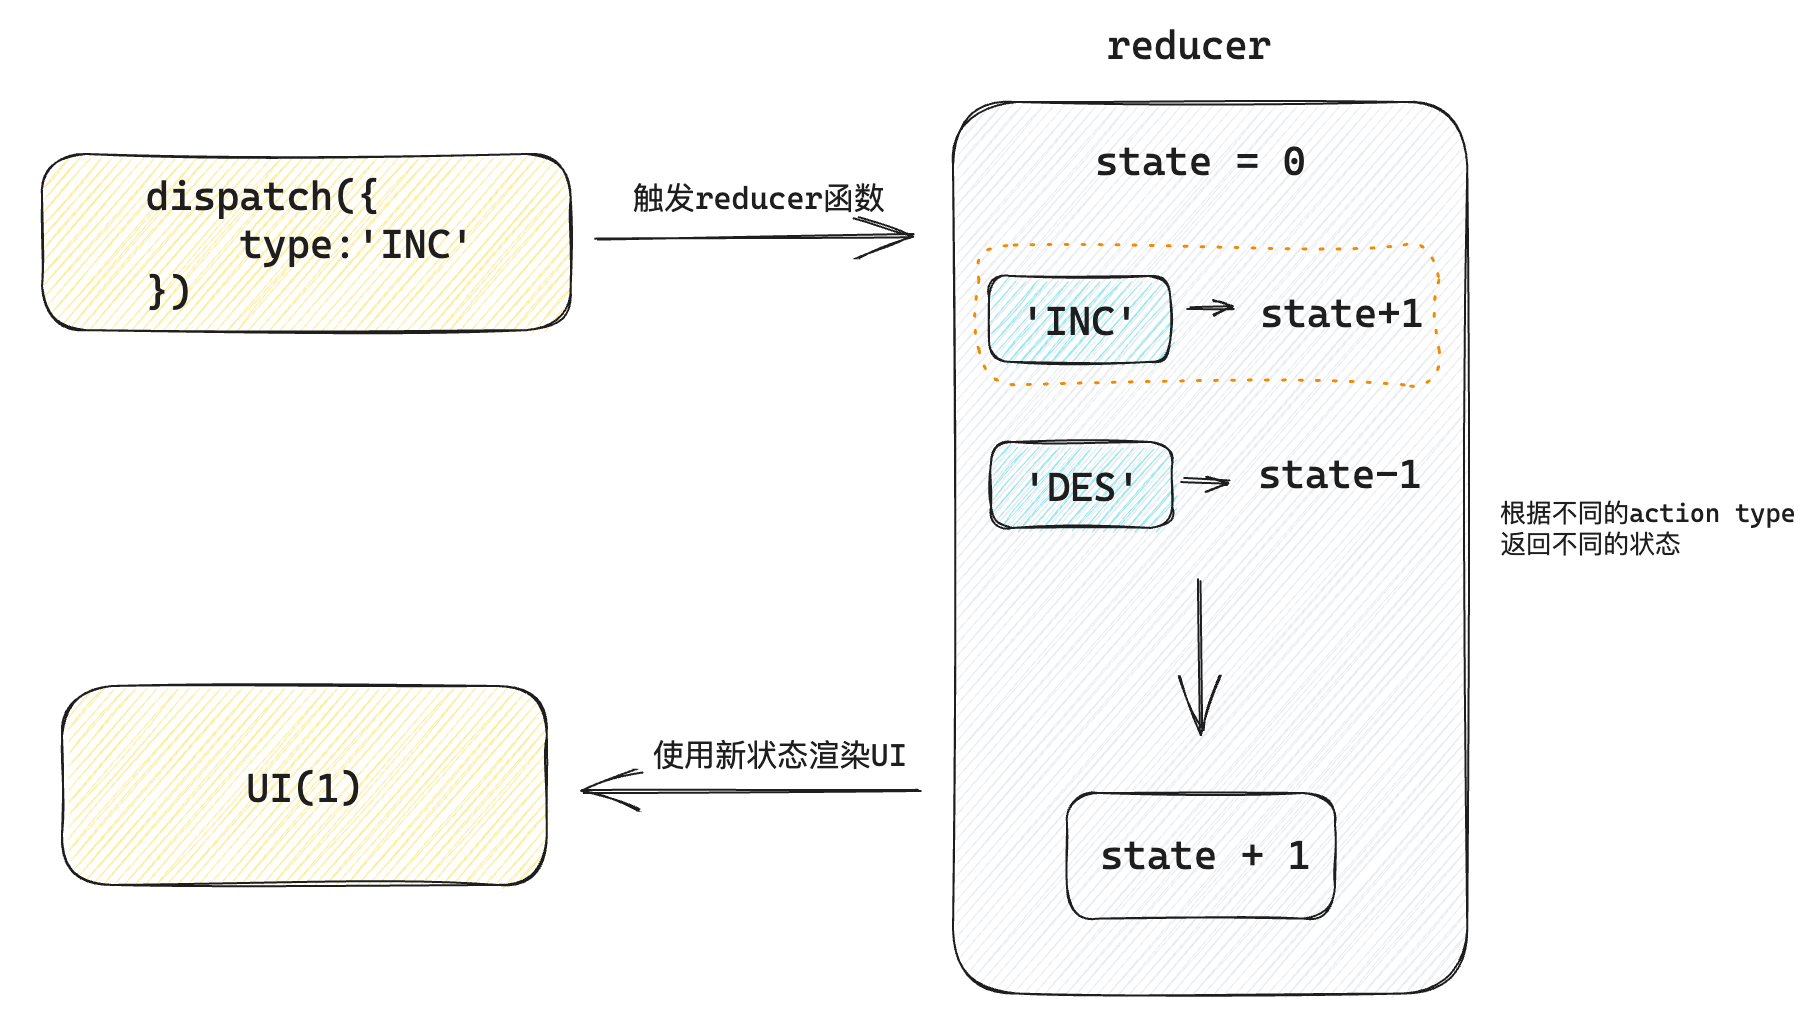 reducer
dispatch({
type:'INC'
})
触发reducer函数
state = 0
'INC'
state+1
'DES'
state-1
根据不同的action type
返回不同的状态
state + 1
使用新状态渲染UI
UI(1)